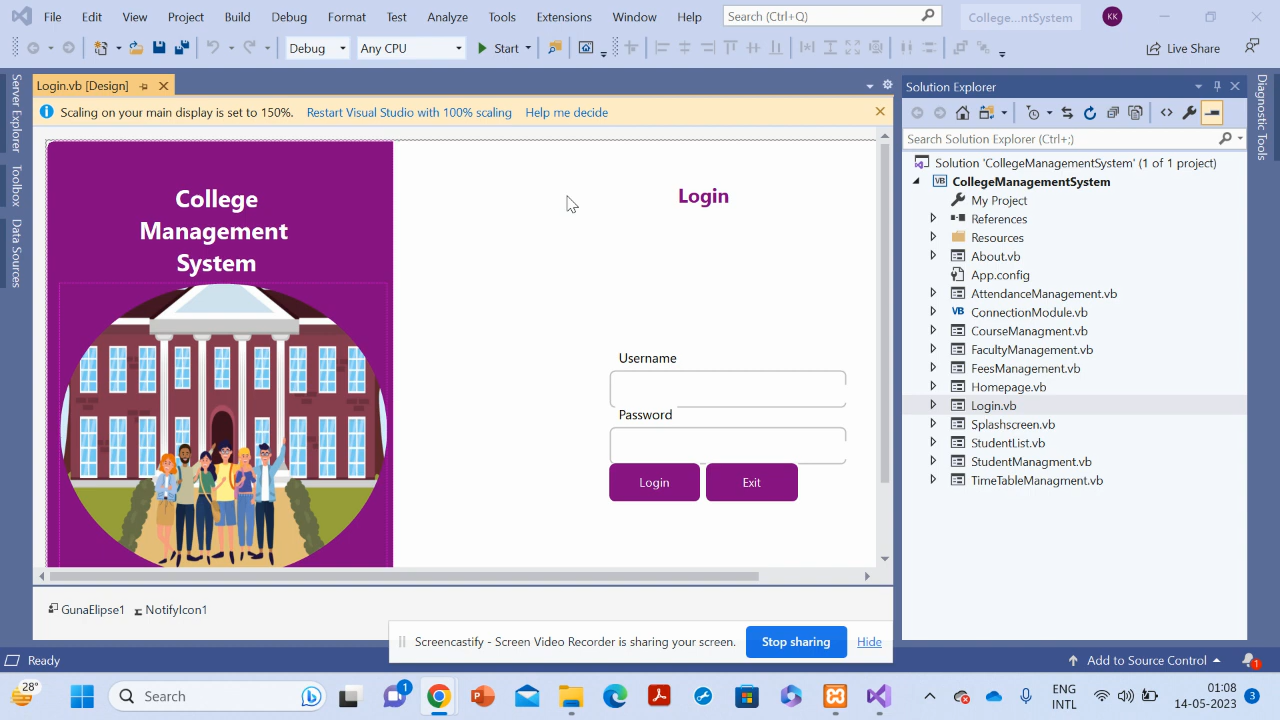 File Edit View Project Build Debug Format Test Analyze Tools Extensions Window Help Search (Ctrl+Q) College...ntSystem KK
Debug Any CPU Start Live Share
Server Explorer
Toolbox
Data Sources
Login.vb [Design]
Scaling on your main display is set to 150%. Restart Visual Studio with 100% scaling Help me decide
College
Management
System
Login
Username
Password
Login Exit
GunaElipse1 NotifyIcon1
Solution Explorer
Search Solution Explorer (Ctrl+;)
Solution 'CollegeManagementSystem' (1 of 1 project)
VB CollegeManagementSystem
My Project
References
Resources
About.vb
App.config
AttendanceManagement.vb
VB ConnectionModule.vb
CourseManagment.vb
FacultyManagement.vb
FeesManagement.vb
Homepage.vb
Login.vb
Splashscreen.vb
StudentList.vb
StudentManagment.vb
TimeTableManagment.vb
Diagnostic Tools
Screencastify - Screen Video Recorder is sharing your screen. Stop sharing Hide
Ready Add to Source Control 1
28° Search 1 ENG INTL 01:08 14-05-2023 3